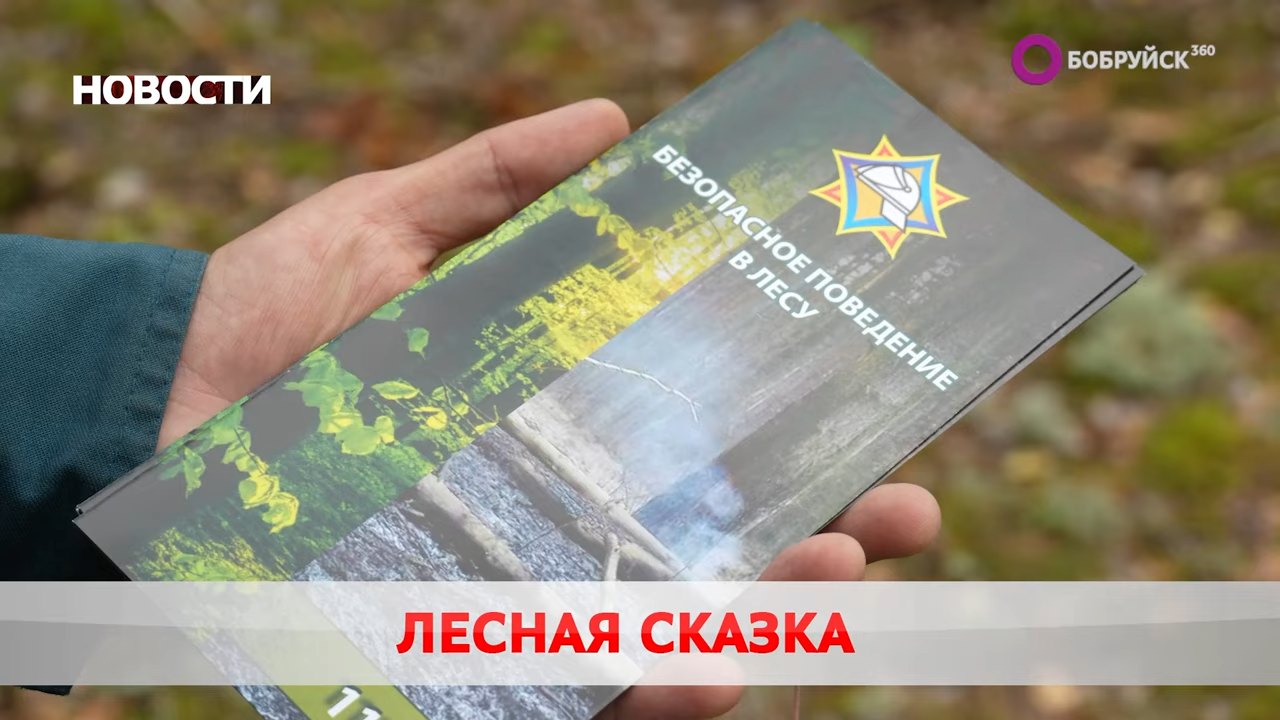 НОВОСТИ
БОБРУЙСК360
БЕЗОПАСНОЕ ПОВЕДЕНИЕ
В ЛЕСУ
ЛЕСНАЯ СКАЗКА